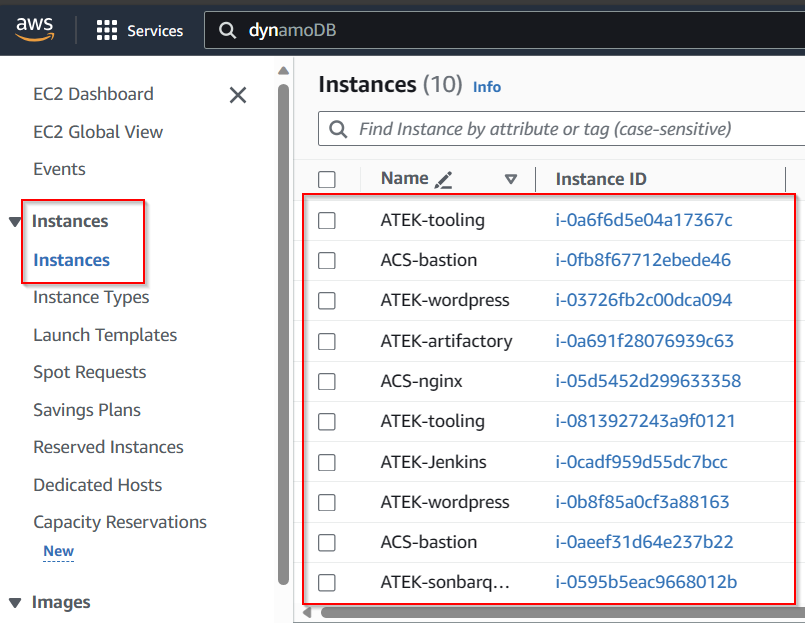 aws Services dynamoDB
EC2 Dashboard
EC2 Global View
Events
Instances
Instances
Instance Types
Launch Templates
Spot Requests
Savings Plans
Reserved Instances
Dedicated Hosts
Capacity Reservations
New
Images
Instances (10) Info
Find Instance by attribute or tag (case-sensitive)
Name Instance ID
ATEK-tooling i-0a6f6d5e04a17367c
ACS-bastion i-0fb8f67712ebede46
ATEK-wordpress i-03726fb2c00dca094
ATEK-artifactory i-0a691f28076939c63
ACS-nginx i-05d5452d299633358
ATEK-tooling i-0813927243a9f0121
ATEK-Jenkins i-0cadf959d55dc7bcc
ATEK-wordpress i-0b8f85a0cf3a88163
ACS-bastion i-0aeef31d64e237b22
ATEK-sonbarq... i-0595b5eac9668012b